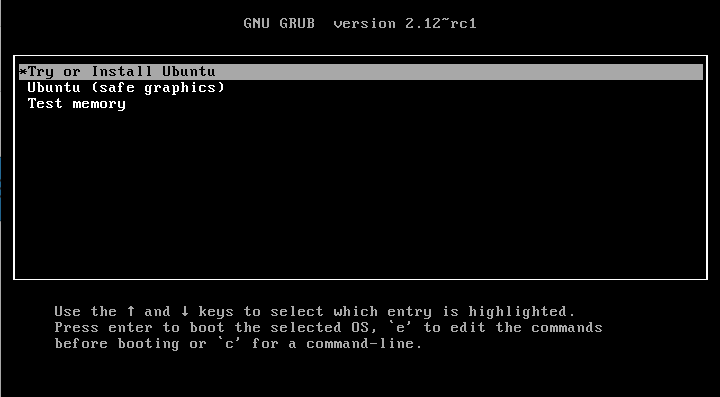 GNU GRUB  version 2.12~rc1
*Try or Install Ubuntu
Ubuntu (safe graphics)
Test memory
Use the ↑ and ↓ keys to select which entry is highlighted.
Press enter to boot the selected OS, `e' to edit the commands
before booting or `c' for a command-line.